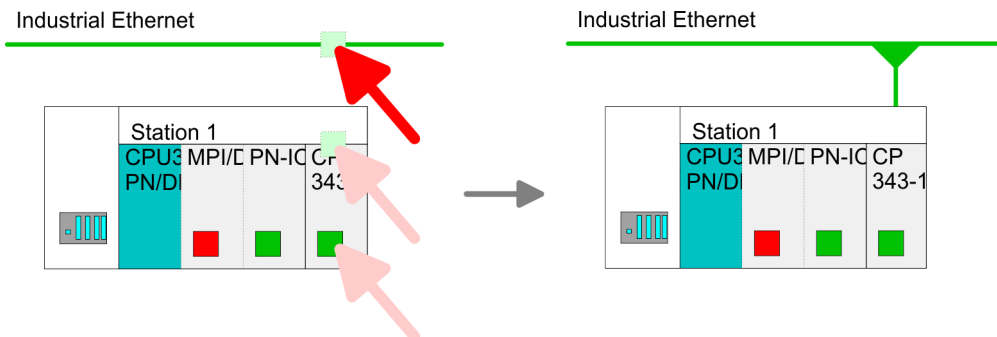 Industrial Ethernet
Station 1
CPU3 MPI/D PN-IO CP
PN/DI 343
Industrial Ethernet
Station 1
CPU3 MPI/D PN-IO CP
PN/DI 343-1